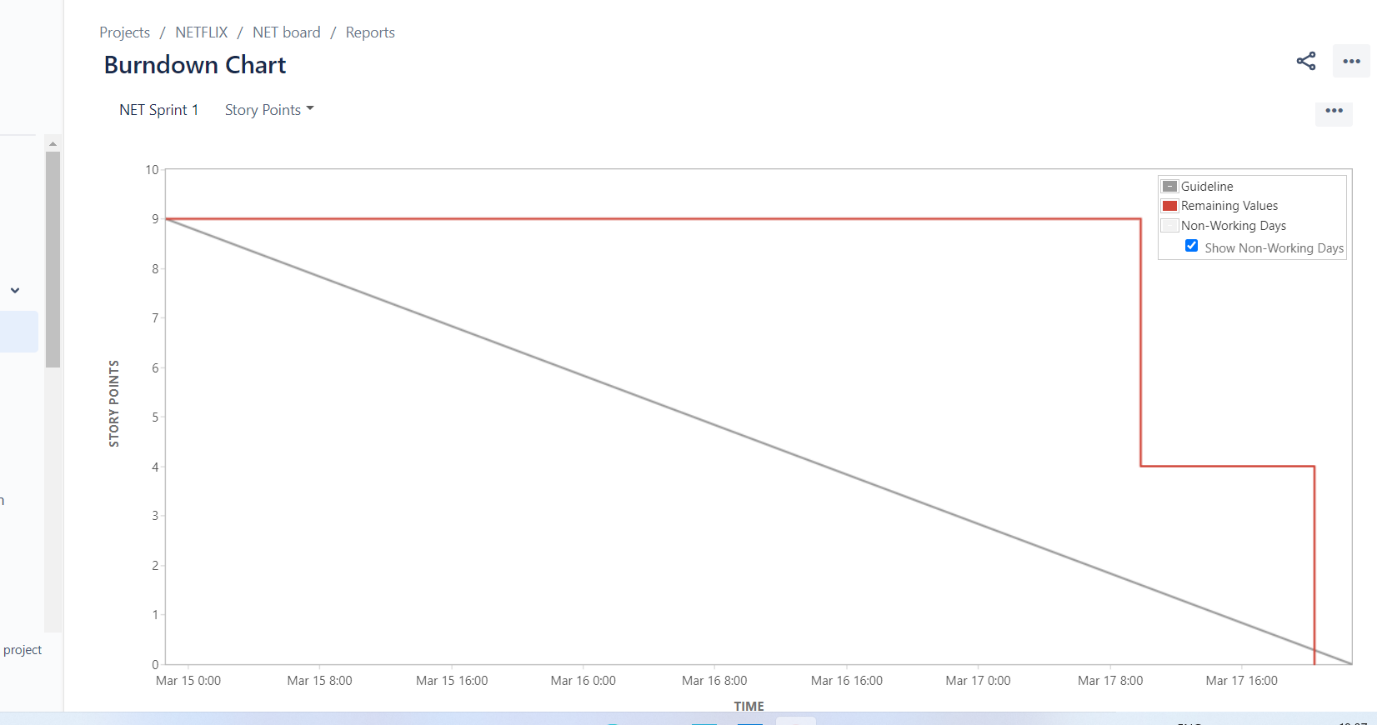 Projects / NETFLIX / NET board / Reports
Burndown Chart
NET Sprint 1 Story Points
10
9
8
7
6
5
4
3
2
1
0
STORY POINTS
Guideline
Remaining Values
Non-Working Days
Show Non-Working Days
Mar 15 0:00 Mar 15 8:00 Mar 15 16:00 Mar 16 0:00 Mar 16 8:00 Mar 16 16:00 Mar 17 0:00 Mar 17 8:00 Mar 17 16:00
TIME
project